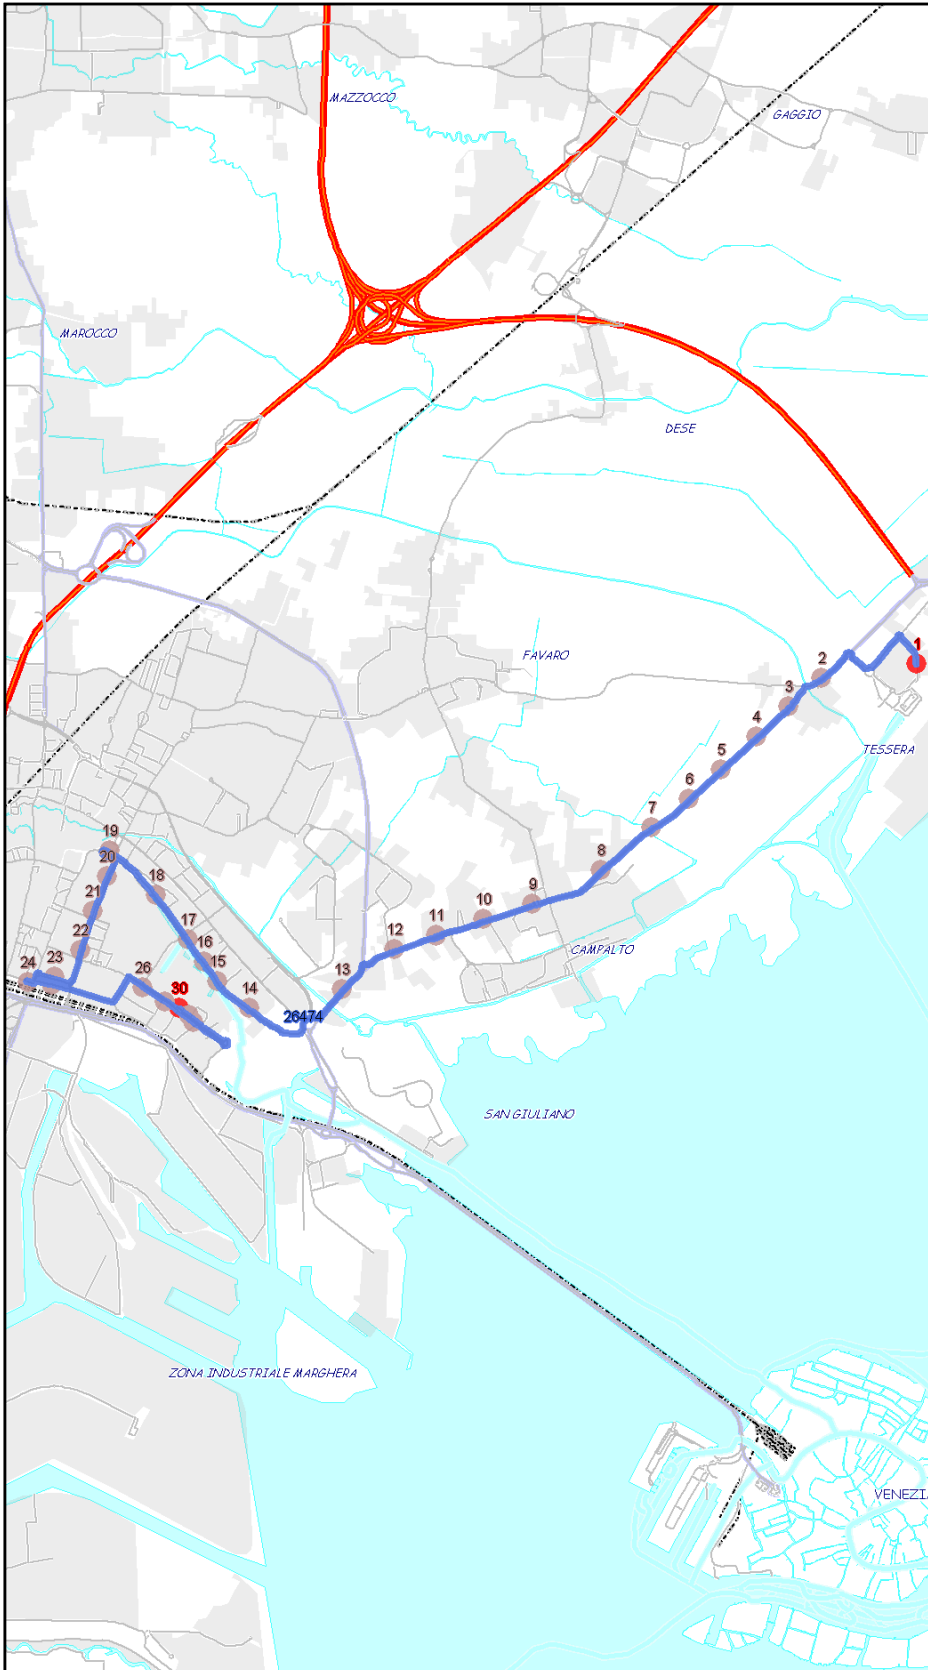 MAZZOCCO
GAGGIO
MAROCCO
DESE
FAVARO
1
2
3
TESSERA
4
5
6
7
19
20
8
18
21
9
10
17
11
22
16
12
CAMPALTO
24
23
15
13
26
30
14
26474
SAN GIULIANO
ZONA INDUSTRIALE MARGHERA
VENEZI